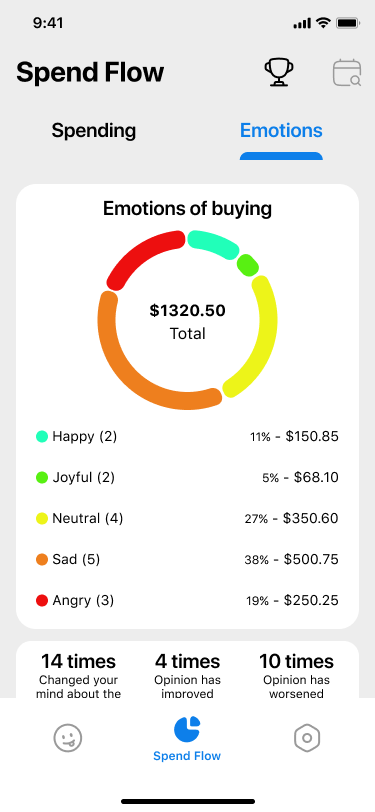 9:41
Spend Flow
Spending Emotions
Emotions of buying
$1320.50
Total
Happy (2) 11% - $150.85
Joyful (2) 5% - $68.10
Neutral (4) 27% - $350.60
Sad (5) 38% - $500.75
Angry (3) 19% - $250.25
14 times 4 times 10 times
Changed your Opinion has Opinion has
mind about the improved worsened
Spend Flow